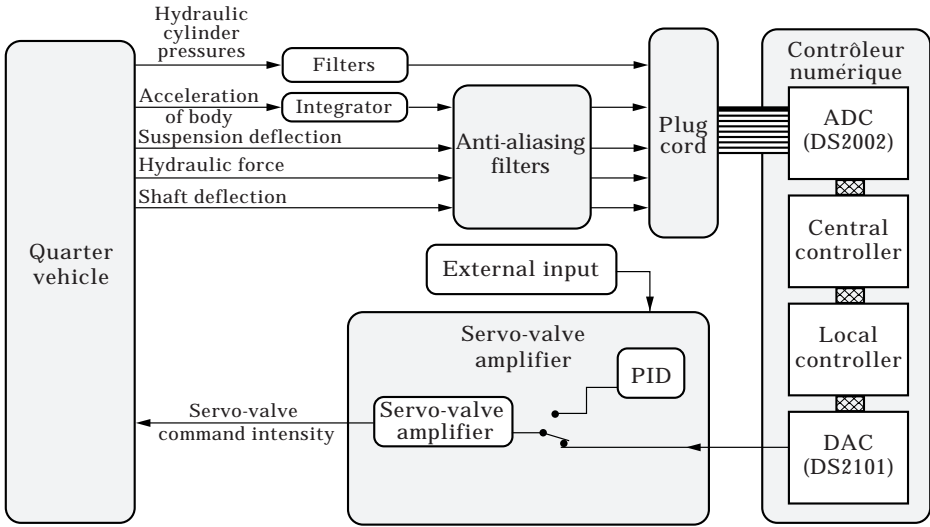 Hydraulic
cylinder
pressures
Filters
Acceleration
of body
Integrator
Suspension deflection
Hydraulic force
Shaft deflection
Anti-aliasing
filters
Plug
cord
Contrôleur
numérique
ADC
(DS2002)
Central
controller
Local
controller
DAC
(DS2101)
Quarter
vehicle
External input
Servo-valve
amplifier
PID
Servo-valve
amplifier
Servo-valve
command intensity